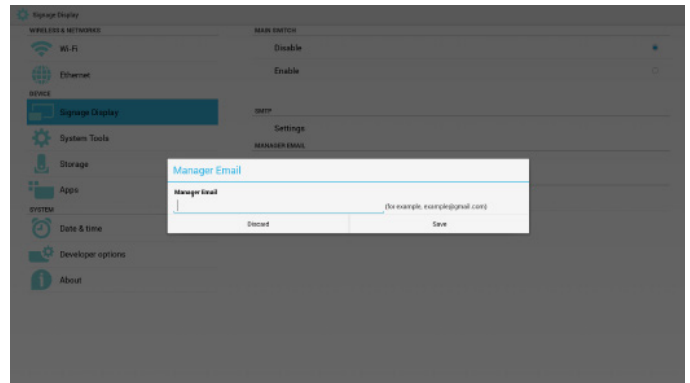 Signage Display
WIRELESS & NETWORKS
Wi-Fi
Ethernet
DEVICE
Signage Display
System Tools
Storage
Apps
SYSTEM
Date & time
Developer options
About
MAIN SWITCH
Disable
Enable
SMTP
Settings
MANAGER EMAIL
Manager Email
Manager Email
(for example, example@gmail.com)
Discard
Save